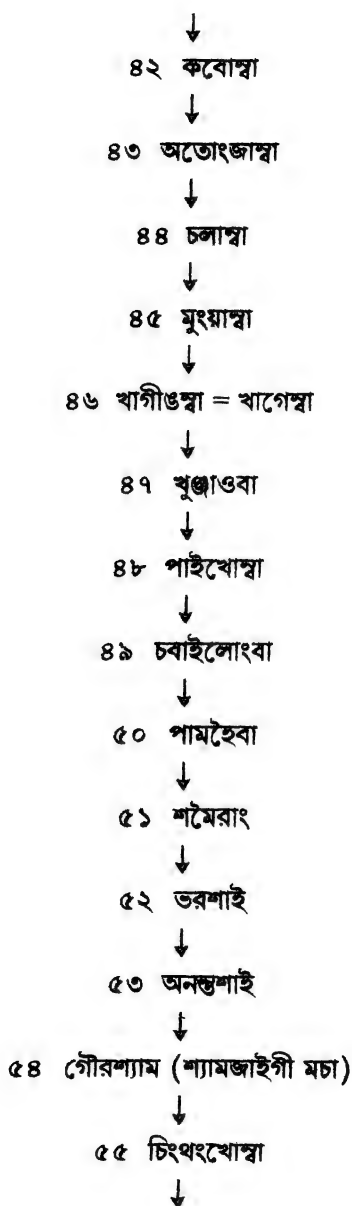 ↓
৪২ কবোম্বা
↓
৪৩ অতোংজাম্বা
↓
৪৪ চলাম্বা
↓
৪৫ মুংয়াম্বা
↓
৪৬ খাগীঙম্বা = খাগেম্বা
↓
৪৭ খুঞ্জাওবা
↓
৪৮ পাইখোম্বা
↓
৪৯ চবাইলোংবা
↓
৫০ পামহৈবা
↓
৫১ শমৈরাং
↓
৫২ ভরশাই
↓
৫৩ অনন্তশাই
↓
৫৪ গৌরশ্যাম (শ্যামজাইগী মচা)
↓
৫৫ চিংথংখোম্বা
↓